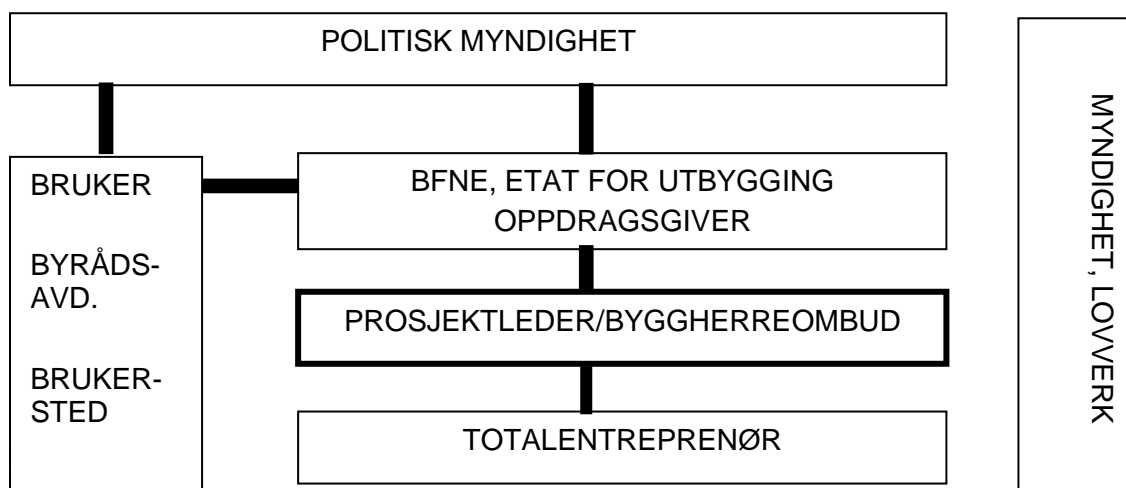 POLITISK MYNDIGHET
BRUKER
BYRÅDS-
AVD.
BRUKER-
STED
BFNE, ETAT FOR UTBYGGING
OPPDRAGSGIVER
PROSJEKTLEDER/BYGGHERREOMBUD
TOTALENTREPRENØR
MYNDIGHET, LOVVERK